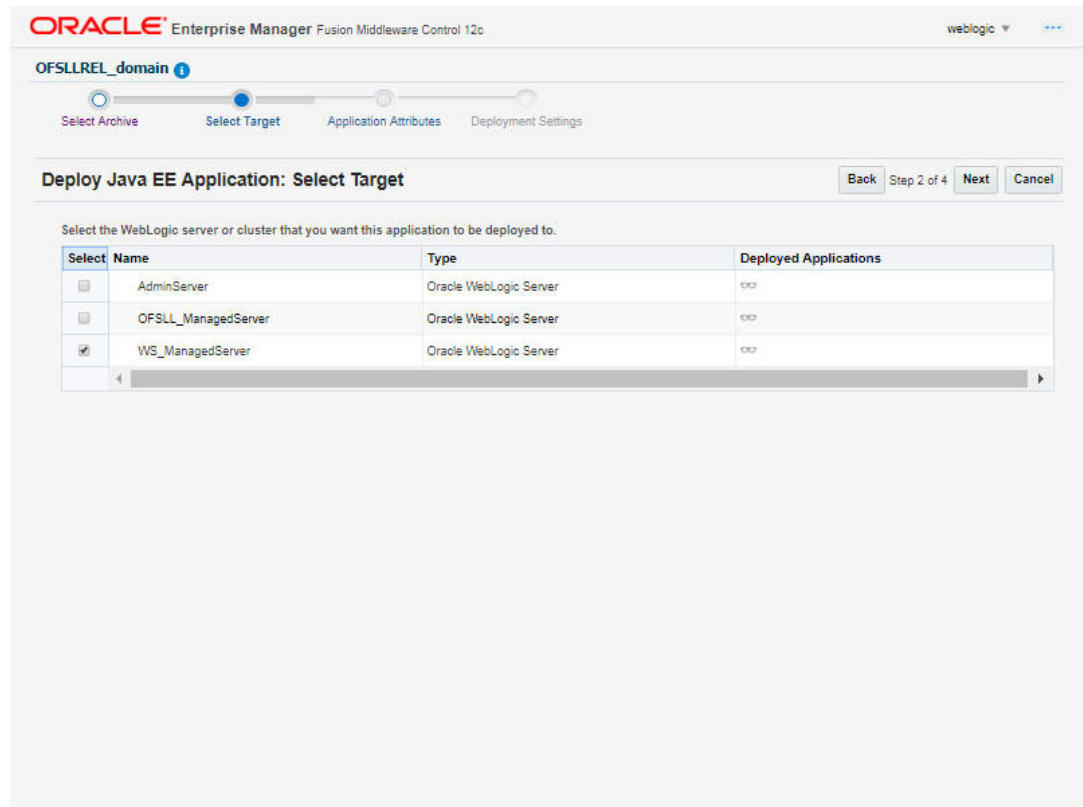 ORACLE Enterprise Manager Fusion Middleware Control 12c
weblogic
OFSLLREL_domain
Select Archive Select Target Application Attributes Deployment Settings
Deploy Java EE Application: Select Target
Back Step 2 of 4 Next Cancel
Select the WebLogic server or cluster that you want this application to be deployed to.
Select Name Type Deployed Applications
AdminServer Oracle WebLogic Server
OFSLL_ManagedServer Oracle WebLogic Server
WS_ManagedServer Oracle WebLogic Server